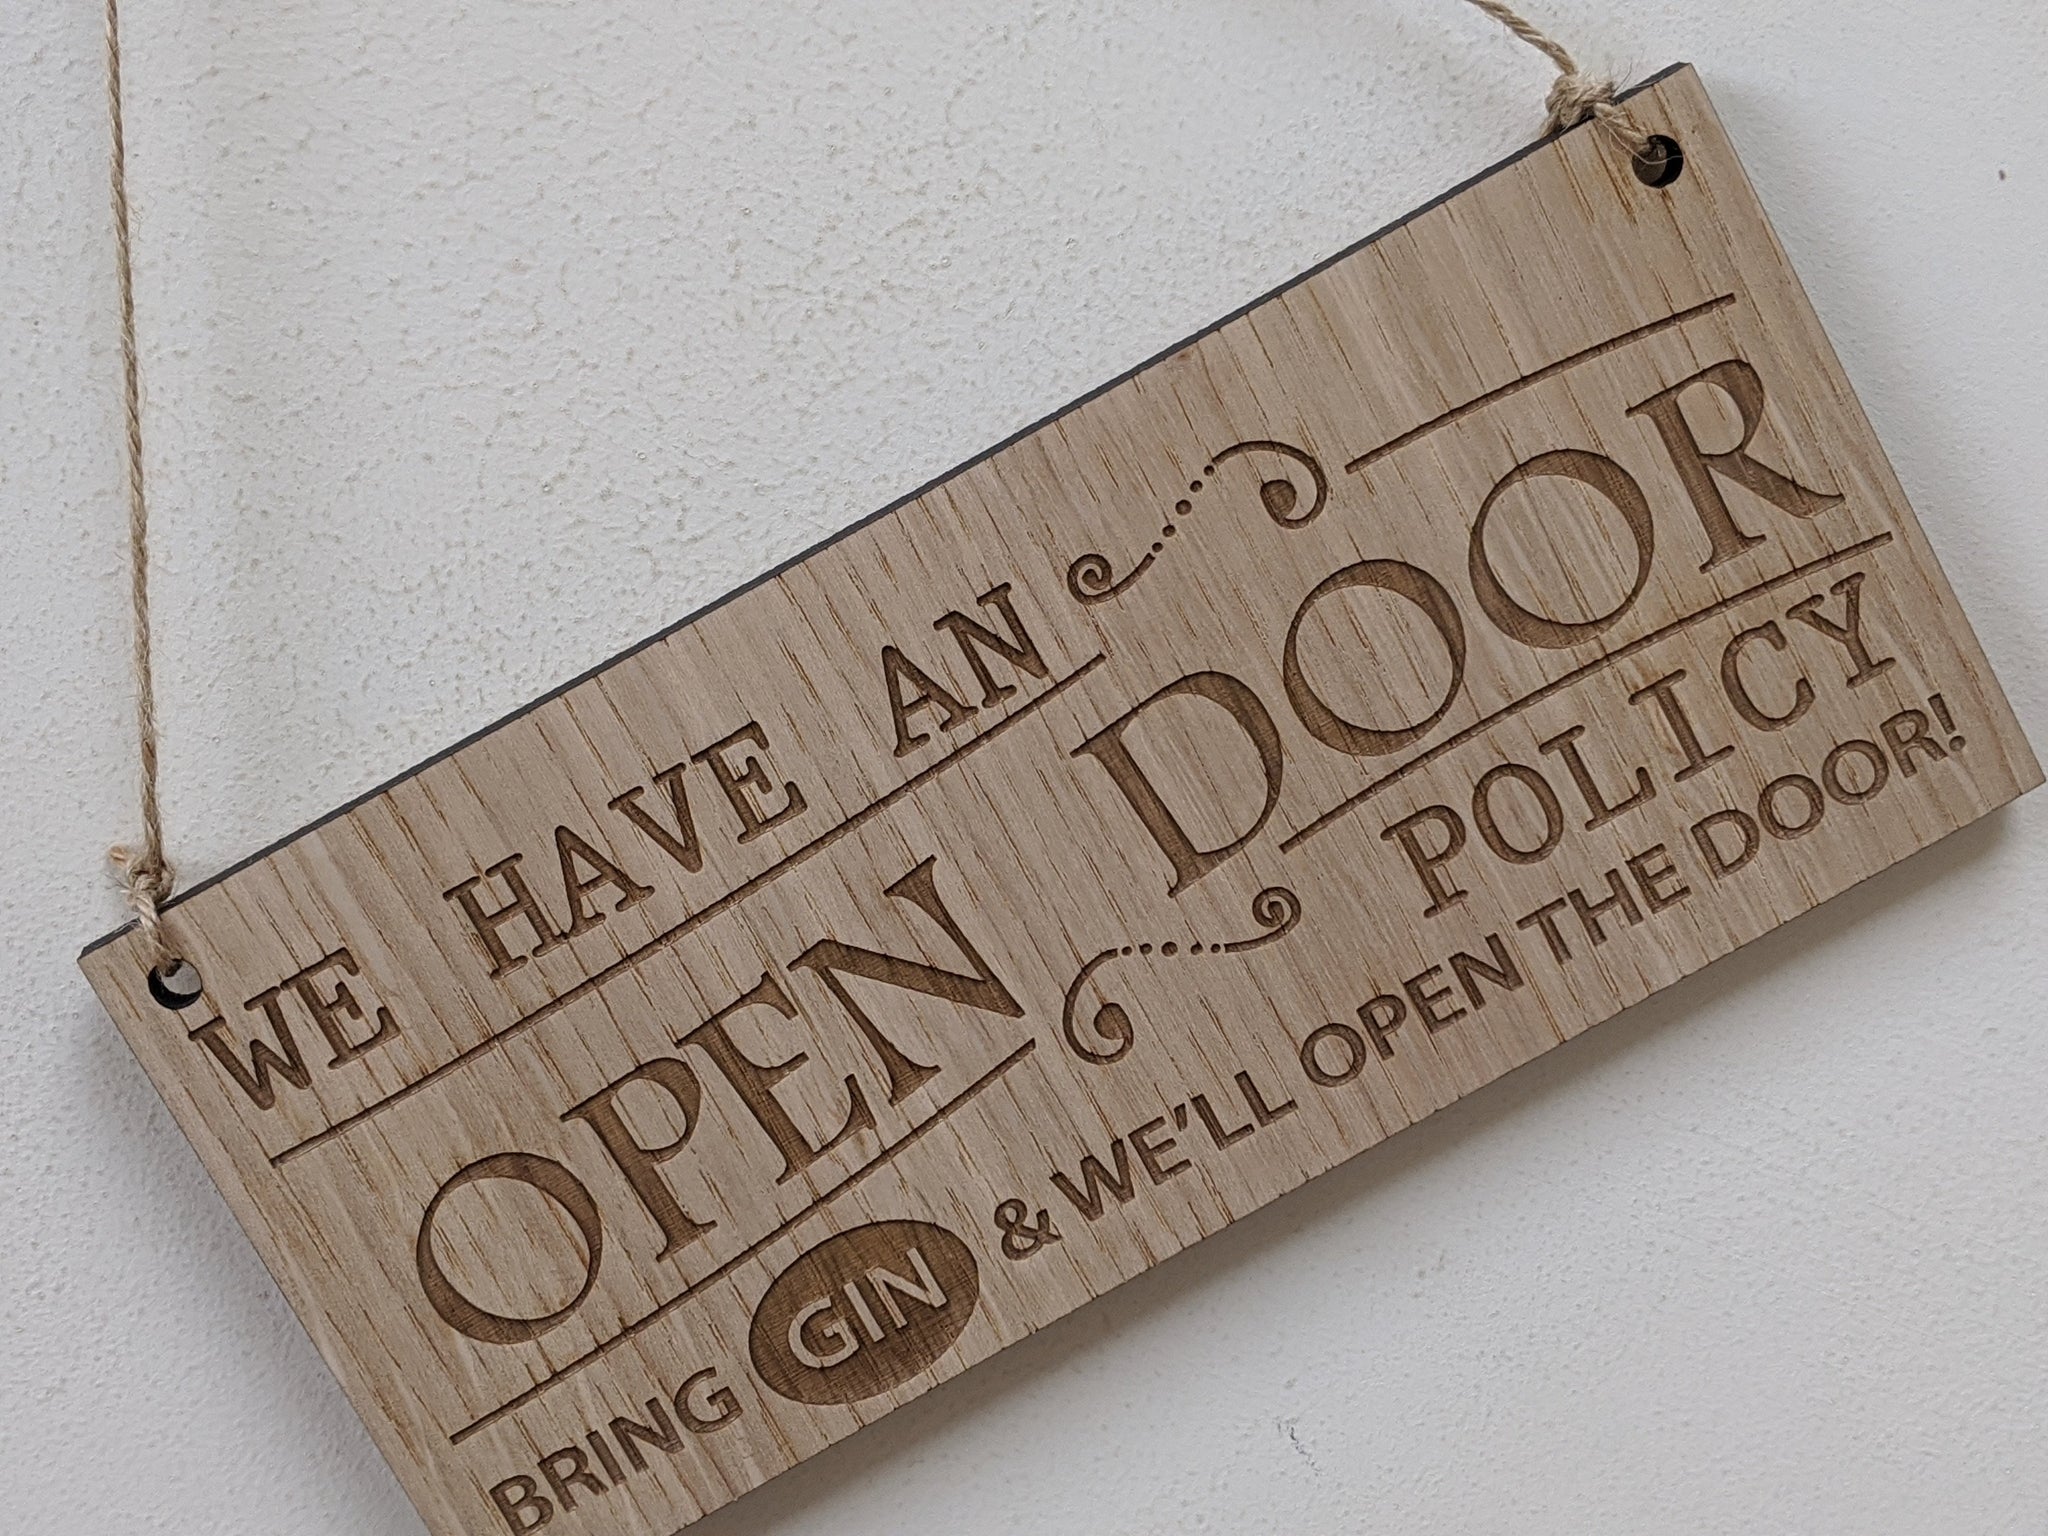 WE HAVE AN
OPEN DOOR
POLICY
BRING GIN & WE'LL OPEN THE DOOR!